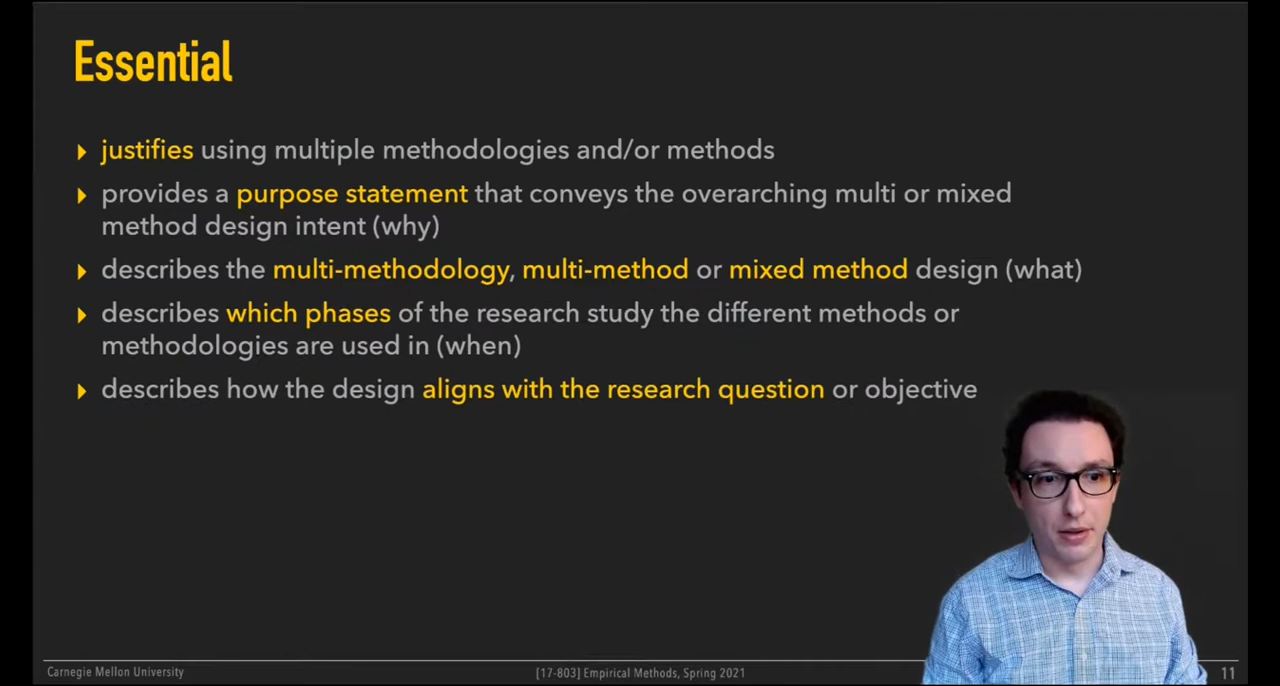 Essential
justifies using multiple methodologies and/or methods
provides a purpose statement that conveys the overarching multi or mixed
method design intent (why)
describes the multi-methodology, multi-method or mixed method design (what)
describes which phases of the research study the different methods or
methodologies are used in (when)
describes how the design aligns with the research question or objective
Carnegie Mellon University
[17-803] Empirical Methods, Spring 2021
11